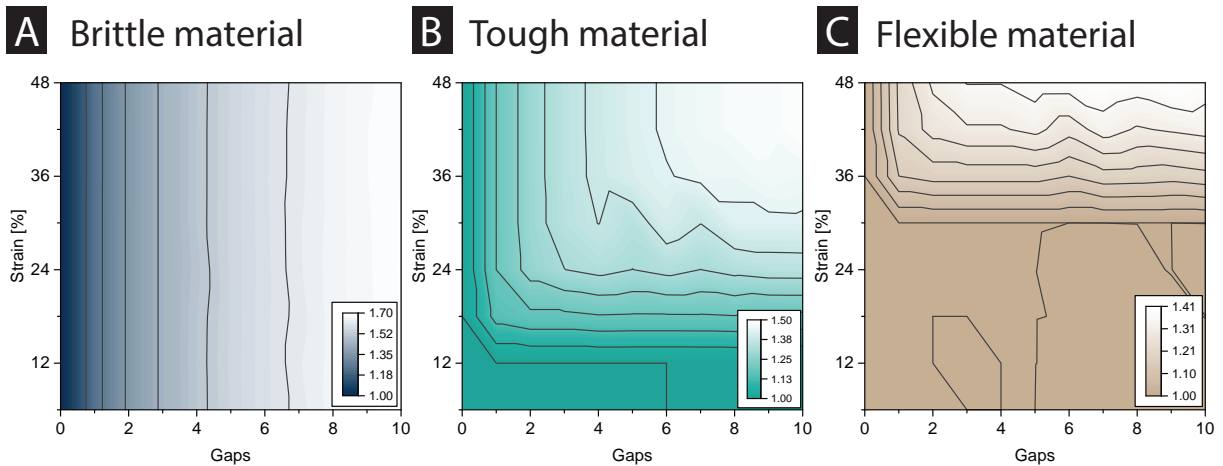 A Brittle material
48
36
24
12
Strain [%]
0 2 4 6 8 10
Gaps
1.70
1.52
1.35
1.18
1.00
B Tough material
48
36
24
12
Strain [%]
0 2 4 6 8 10
Gaps
1.50
1.38
1.25
1.13
1.00
C Flexible material
48
36
24
12
Strain [%]
0 2 4 6 8 10
Gaps
1.41
1.31
1.21
1.10
1.00